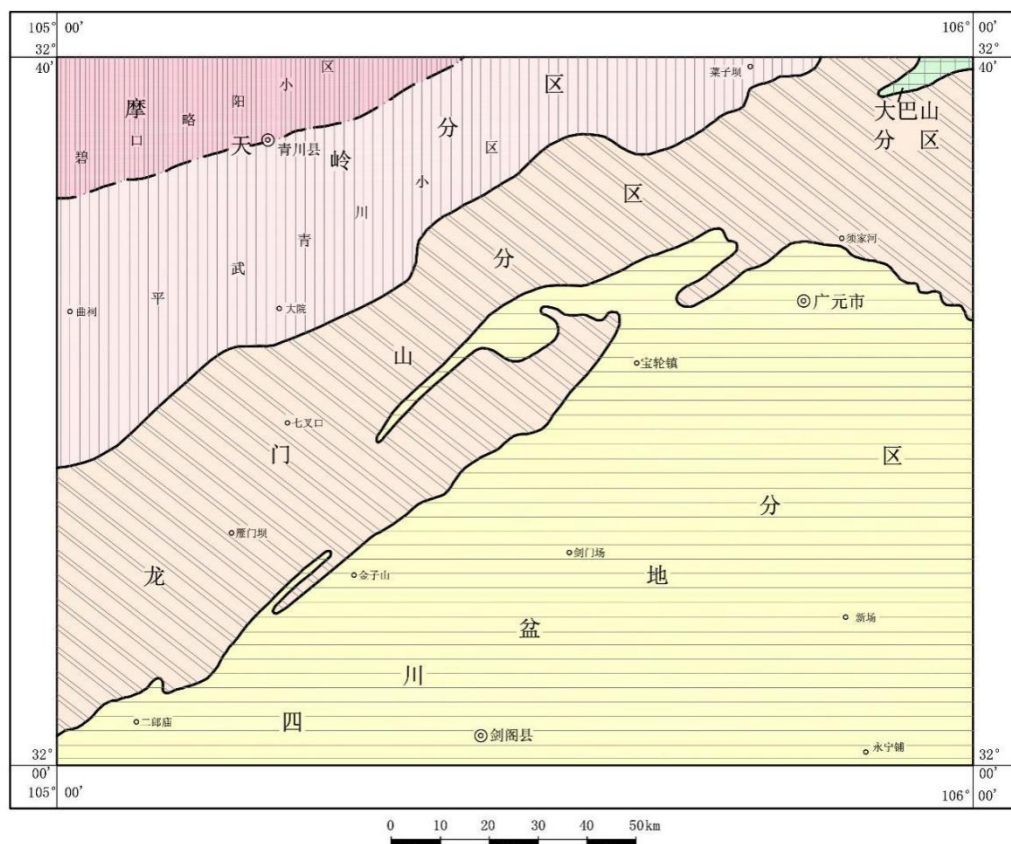 105° 00'
106° 00'
32°
40'
32°
40'
摩天岭分区
碧口略阳小区
平武青川小区
大巴山
分区
龙门山分区
四川盆地分区
菜子坝
青川县
须家河
曲祠
大院
广元市
宝轮镇
七叉口
雁门坝
剑门场
金子山
新场
二郎庙
剑阁县
永宁铺
32°
00'
32°
00'
105° 00'
106° 00'
0 10 20 30 40 50km